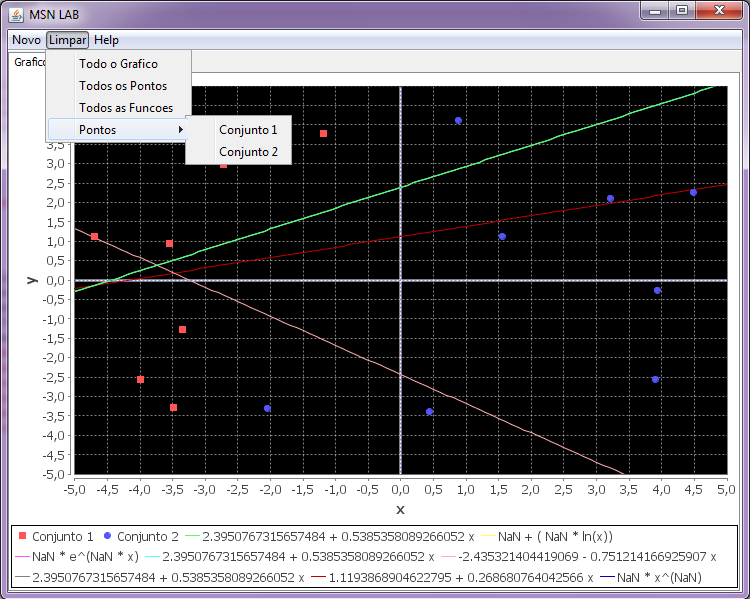 MSN LAB
Novo Limpar Help
Grafico
Todo o Grafico
Todos os Pontos
Todos as Funcoes
Pontos
Conjunto 1
Conjunto 2
3,5
3,0
2,5
2,0
1,5
1,0
0,5
0,0
-0,5
-1,0
-1,5
-2,0
-2,5
-3,0
-3,5
-4,0
-4,5
-5,0
y
-5,0 -4,5 -4,0 -3,5 -3,0 -2,5 -2,0 -1,5 -1,0 -0,5 0,0 0,5 1,0 1,5 2,0 2,5 3,0 3,5 4,0 4,5 5,0
x
Conjunto 1 Conjunto 2 2.3950767315657484 + 0.5385358089266052 x NaN + ( NaN * ln(x))
NaN * e^(NaN * x) 2.3950767315657484 + 0.5385358089266052 x -2.435321404419069 - 0.751214166925907 x
2.3950767315657484 + 0.5385358089266052 x 1.1193868904622795 + 0.268680764042566 x NaN * x^(NaN)